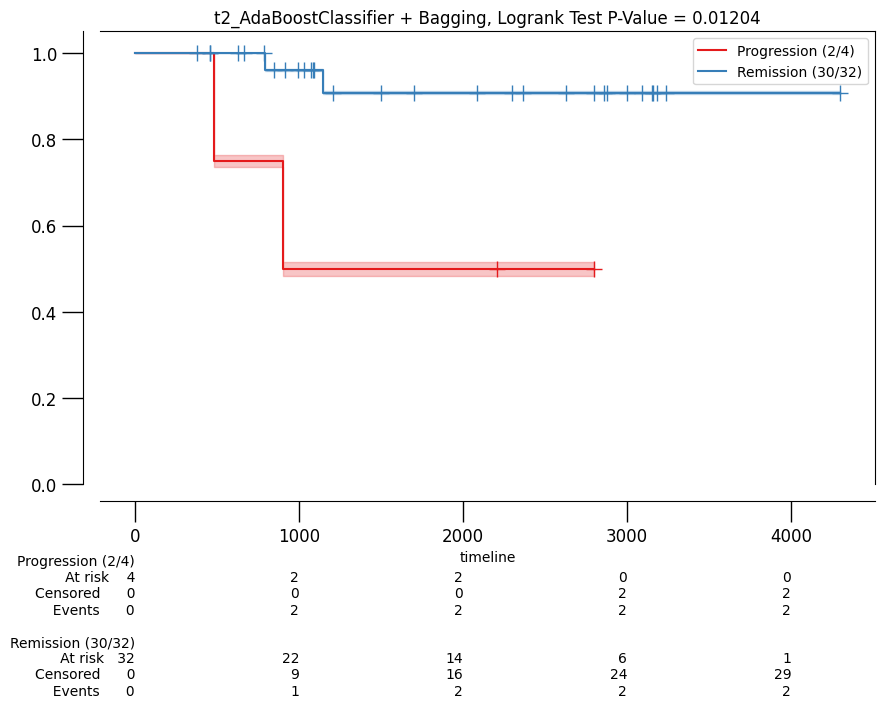 t2_AdaBoostClassifier + Bagging, Logrank Test P-Value = 0.01204
Progression (2/4)
Remission (30/32)
1.0
0.8
0.6
0.4
0.2
0.0
0 1000 2000 3000 4000
timeline
Progression (2/4)
At risk 4 2 2 0 0
Censored 0 0 0 2 2
Events 0 2 2 2 2
Remission (30/32)
At risk 32 22 14 6 1
Censored 0 9 16 24 29
Events 0 1 2 2 2